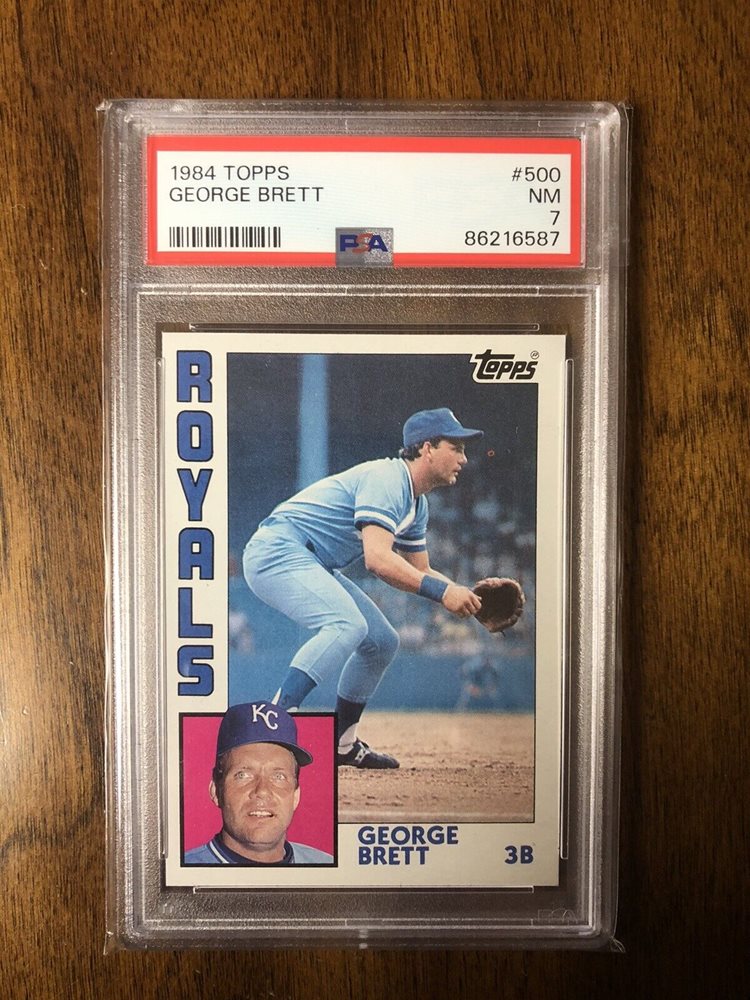 1984 TOPPS #500
GEORGE BRETT NM
7
PSA 86216587
ROYALS
Topps
KC
GEORGE
BRETT 3B